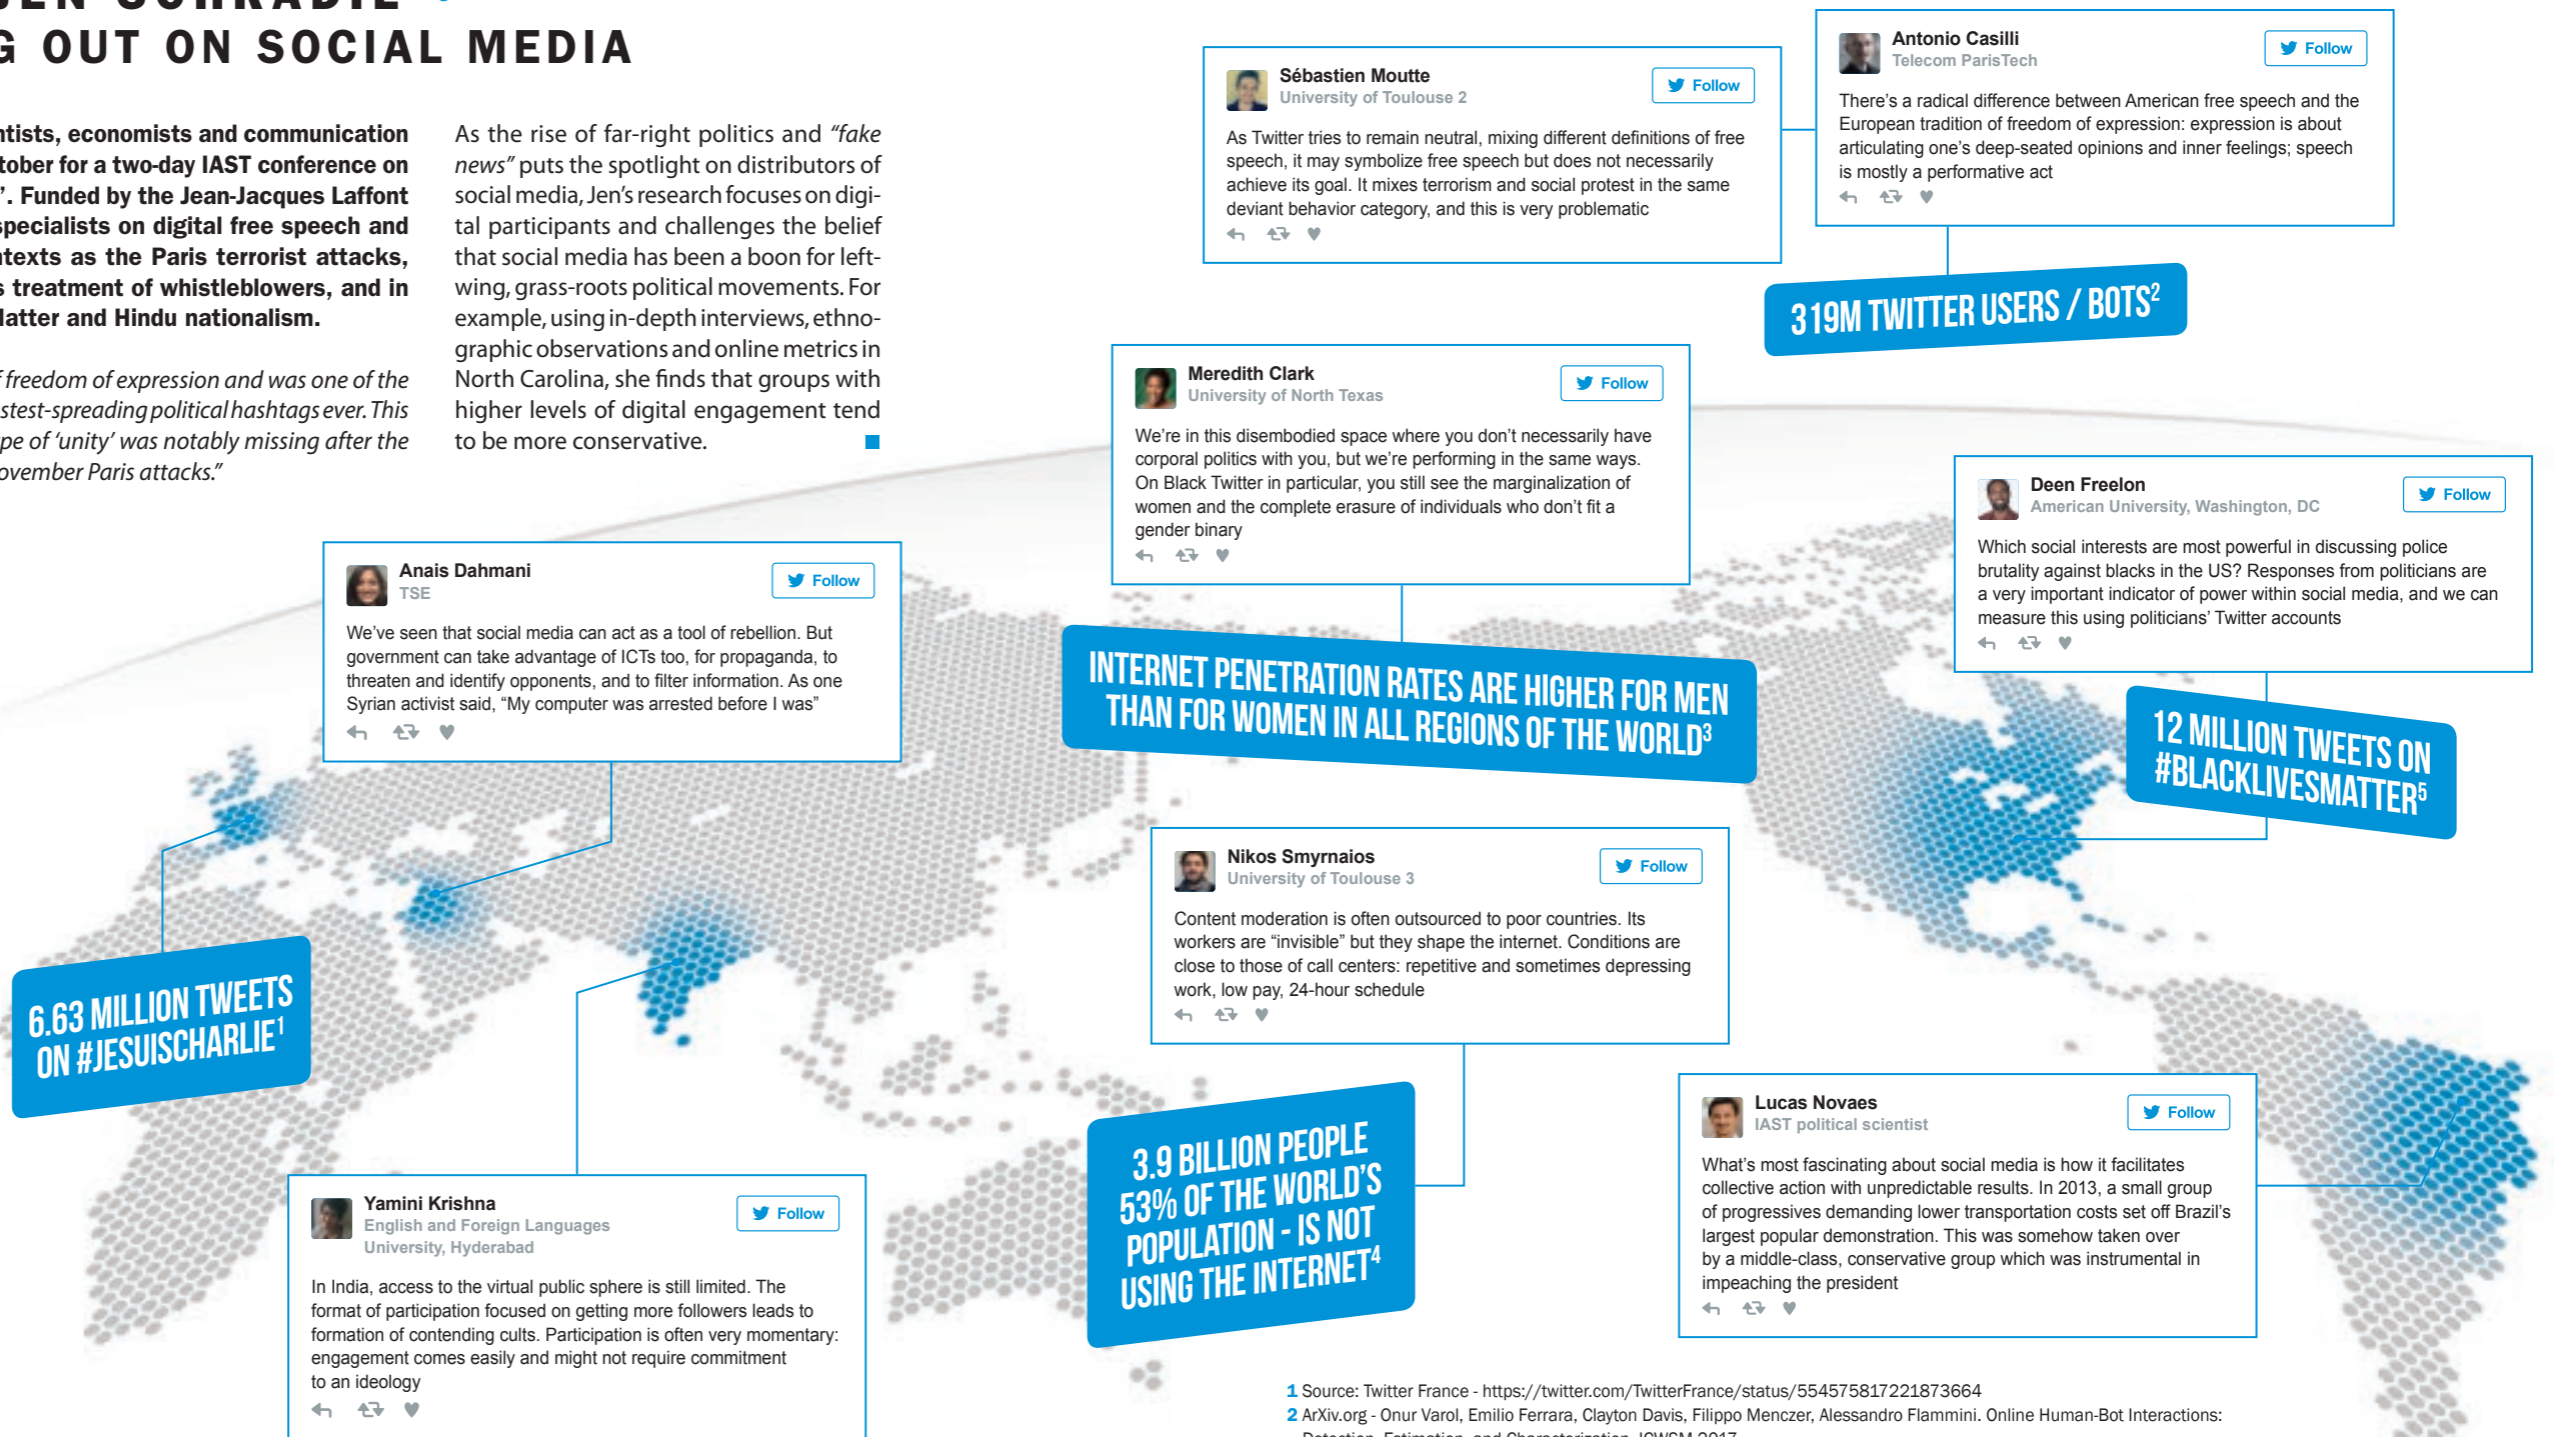 G OUT ON SOCIAL MEDIA
ntists, economists and communication
tober for a two-day IAST conference on
”. Funded by the Jean-Jacques Laffont
specialists on digital free speech and
ntexts as the Paris terrorist attacks,
s treatment of whistleblowers, and in
Matter and Hindu nationalism.
f freedom of expression and was one of the
stest-spreading political hashtags ever. This
pe of ‘unity’ was notably missing after the
ovember Paris attacks.”
As the rise of far-right politics and “fake
news” puts the spotlight on distributors of
social media, Jen’s research focuses on digi-
tal participants and challenges the belief
that social media has been a boon for left-
wing, grass-roots political movements. For
example, using in-depth interviews, ethno-
graphic observations and online metrics in
North Carolina, she finds that groups with
higher levels of digital engagement tend
to be more conservative.
Sébastien Moutte
University of Toulouse 2
Follow
As Twitter tries to remain neutral, mixing different definitions of free
speech, it may symbolize free speech but does not necessarily
achieve its goal. It mixes terrorism and social protest in the same
deviant behavior category, and this is very problematic
Antonio Casilli
Telecom ParisTech
Follow
There’s a radical difference between American free speech and the
European tradition of freedom of expression: expression is about
articulating one’s deep-seated opinions and inner feelings; speech
is mostly a performative act
319M TWITTER USERS / BOTS2
Meredith Clark
University of North Texas
Follow
We’re in this disembodied space where you don’t necessarily have
corporal politics with you, but we’re performing in the same ways.
On Black Twitter in particular, you still see the marginalization of
women and the complete erasure of individuals who don’t fit a
gender binary
INTERNET PENETRATION RATES ARE HIGHER FOR MEN
THAN FOR WOMEN IN ALL REGIONS OF THE WORLD3
Deen Freelon
American University, Washington, DC
Follow
Which social interests are most powerful in discussing police
brutality against blacks in the US? Responses from politicians are
a very important indicator of power within social media, and we can
measure this using politicians’ Twitter accounts
12 MILLION TWEETS ON
#BLACKLIVESMATTER5
Anais Dahmani
TSE
Follow
We’ve seen that social media can act as a tool of rebellion. But
government can take advantage of ICTs too, for propaganda, to
threaten and identify opponents, and to filter information. As one
Syrian activist said, “My computer was arrested before I was”
6.63 MILLION TWEETS
ON #JESUISCHARLIE1
Nikos Smyrnaios
University of Toulouse 3
Follow
Content moderation is often outsourced to poor countries. Its
workers are “invisible” but they shape the internet. Conditions are
close to those of call centers: repetitive and sometimes depressing
work, low pay, 24-hour schedule
3.9 BILLION PEOPLE
53% OF THE WORLD’S
POPULATION - IS NOT
USING THE INTERNET4
Lucas Novaes
IAST political scientist
Follow
What’s most fascinating about social media is how it facilitates
collective action with unpredictable results. In 2013, a small group
of progressives demanding lower transportation costs set off Brazil’s
largest popular demonstration. This was somehow taken over
by a middle-class, conservative group which was instrumental in
impeaching the president
Yamini Krishna
English and Foreign Languages
University, Hyderabad
Follow
In India, access to the virtual public sphere is still limited. The
format of participation focused on getting more followers leads to
formation of contending cults. Participation is often very momentary:
engagement comes easily and might not require commitment
to an ideology
1 Source: Twitter France - https://twitter.com/TwitterFrance/status/554575817221873664
2 ArXiv.org - Onur Varol, Emilio Ferrara, Clayton Davis, Filippo Menczer, Alessandro Flammini. Online Human-Bot Interactions: